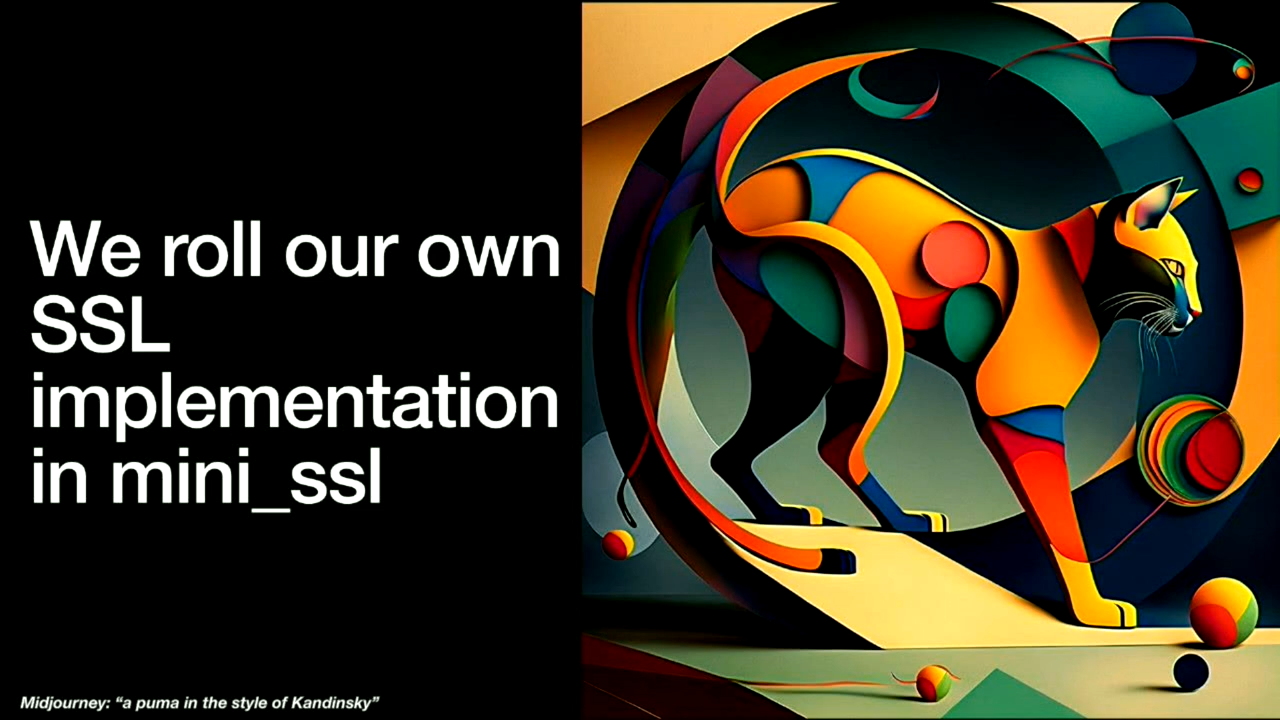 We roll our own
SSL
implementation
in mini_ssl
Midjourney: “a puma in the style of Kandinsky”